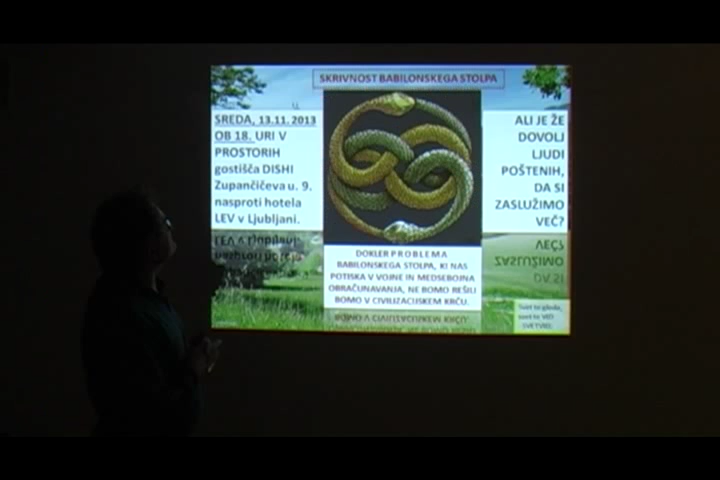 SKRIVNOST BABILONSKEGA STOLPA
SREDA, 13.11. 2013
OB 18. URI V
PROSTORIH
gostišča DISHI
Zupančičeva u. 9.
nasproti hotela
LEV v Ljubljani.
DOKLER PROBLEMA
BABILONSKEGA STOLPA, KI NAS
POTISKA V VOJNE IN MEDSEBOJNA
OBRAČUNAVANJA, NE BOMO REŠILI
BOMO V CIVILIZACIJSKEM KRČU.
ALI JE ŽE
DOVOLJ
LJUDI
POŠTENIH,
DA SI
ZASLUŽIMO
VEČ?